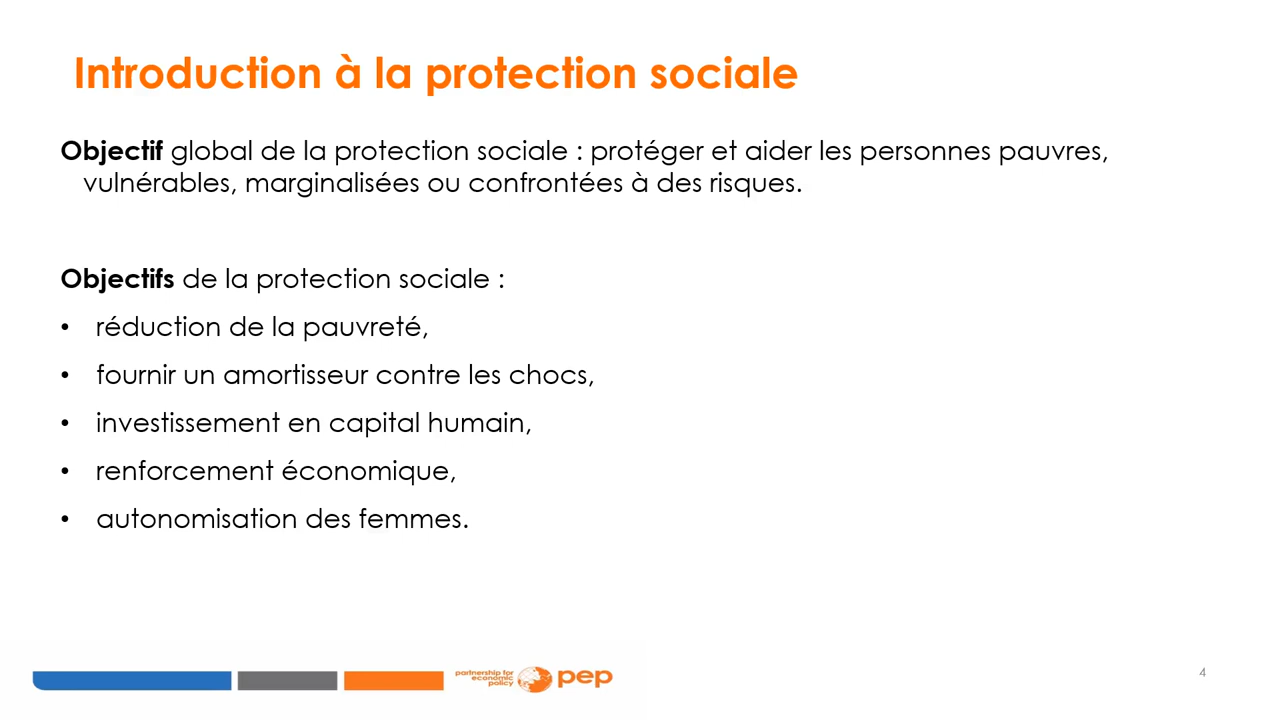 Introduction à la protection sociale
Objectif global de la protection sociale : protéger et aider les personnes pauvres,
vulnérables, marginalisées ou confrontées à des risques.
Objectifs de la protection sociale :
• réduction de la pauvreté,
• fournir un amortisseur contre les chocs,
• investissement en capital humain,
• renforcement économique,
• autonomisation des femmes.
partnership for
economic
policy
pep
4